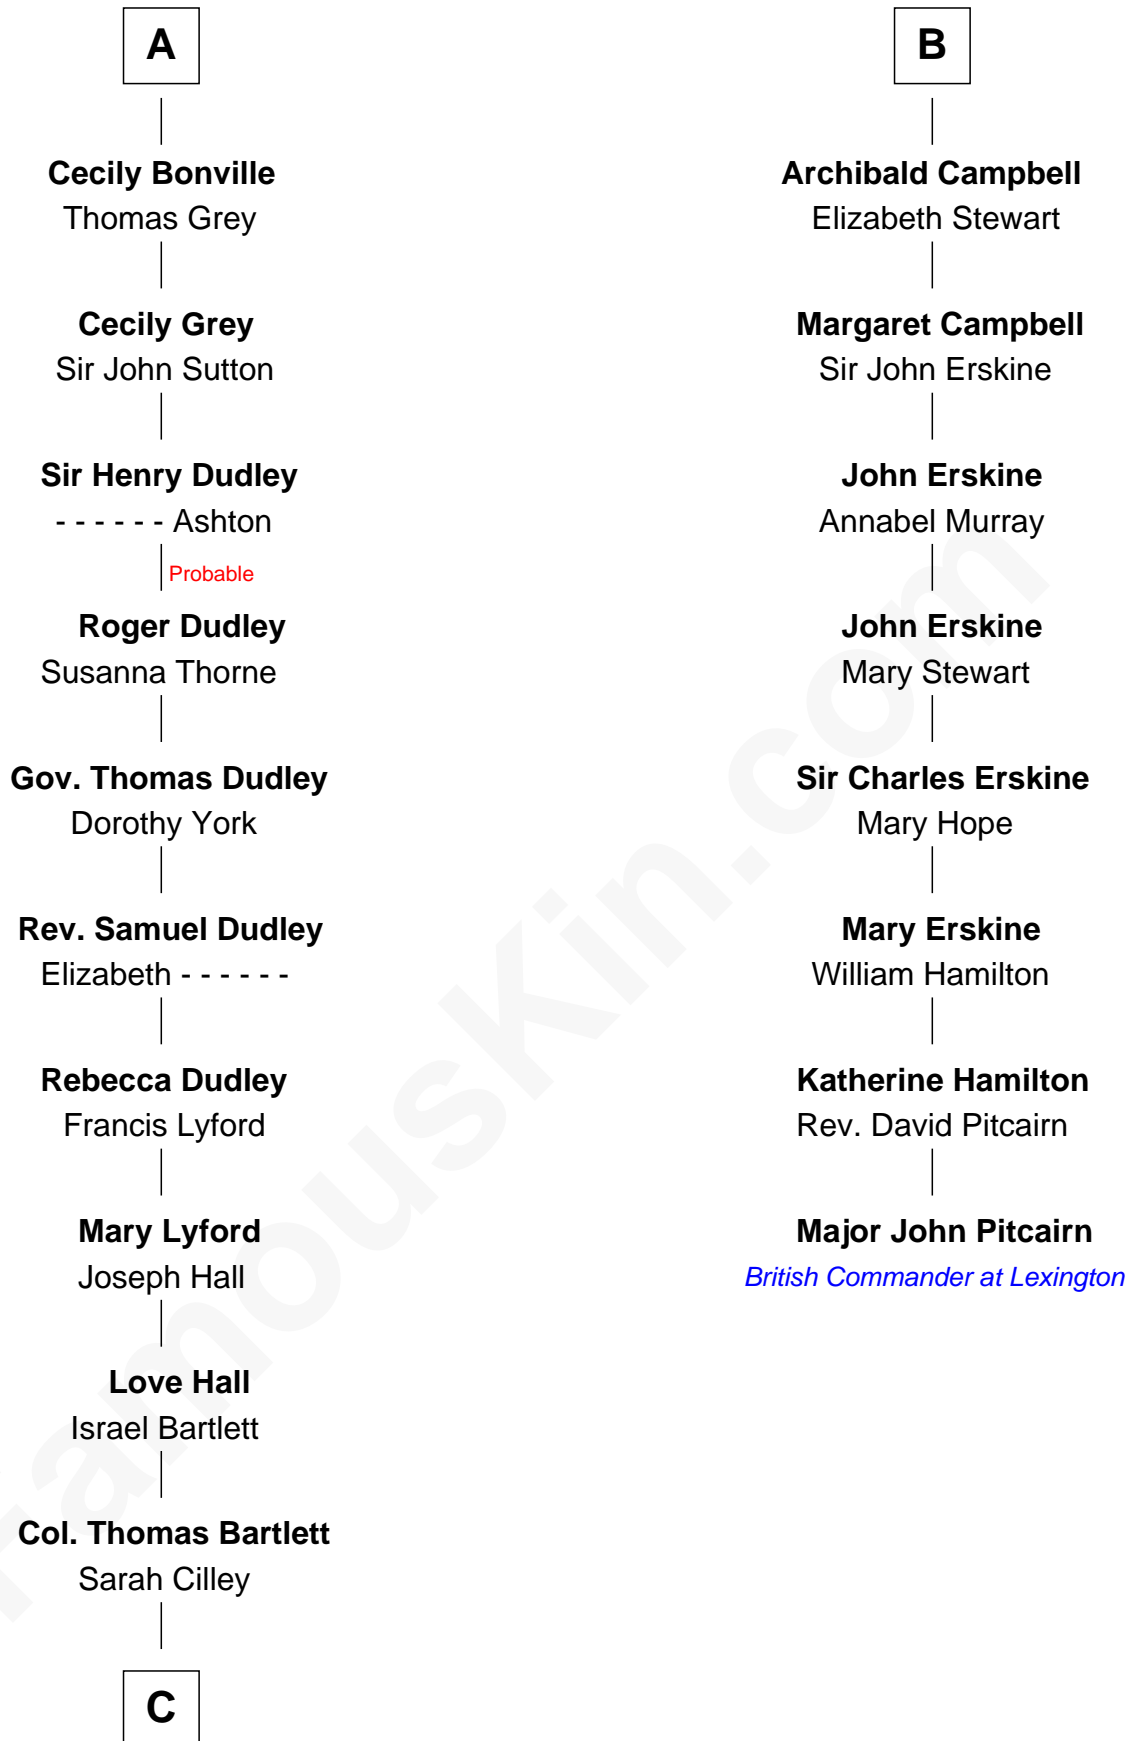 A
Cecily Bonville
Thomas Grey
Cecily Grey
Sir John Sutton
Sir Henry Dudley
- - - - - - Ashton
Probable
Roger Dudley
Susanna Thorne
Gov. Thomas Dudley
Dorothy York
Rev. Samuel Dudley
Elizabeth - - - - - -
Rebecca Dudley
Francis Lyford
Mary Lyford
Joseph Hall
Love Hall
Israel Bartlett
Col. Thomas Bartlett
Sarah Cilley
C
B
Archibald Campbell
Elizabeth Stewart
Margaret Campbell
Sir John Erskine
John Erskine
Annabel Murray
John Erskine
Mary Stewart
Sir Charles Erskine
Mary Hope
Mary Erskine
William Hamilton
Katherine Hamilton
Rev. David Pitcairn
Major John Pitcairn
British Commander at Lexington
FamousKin.com